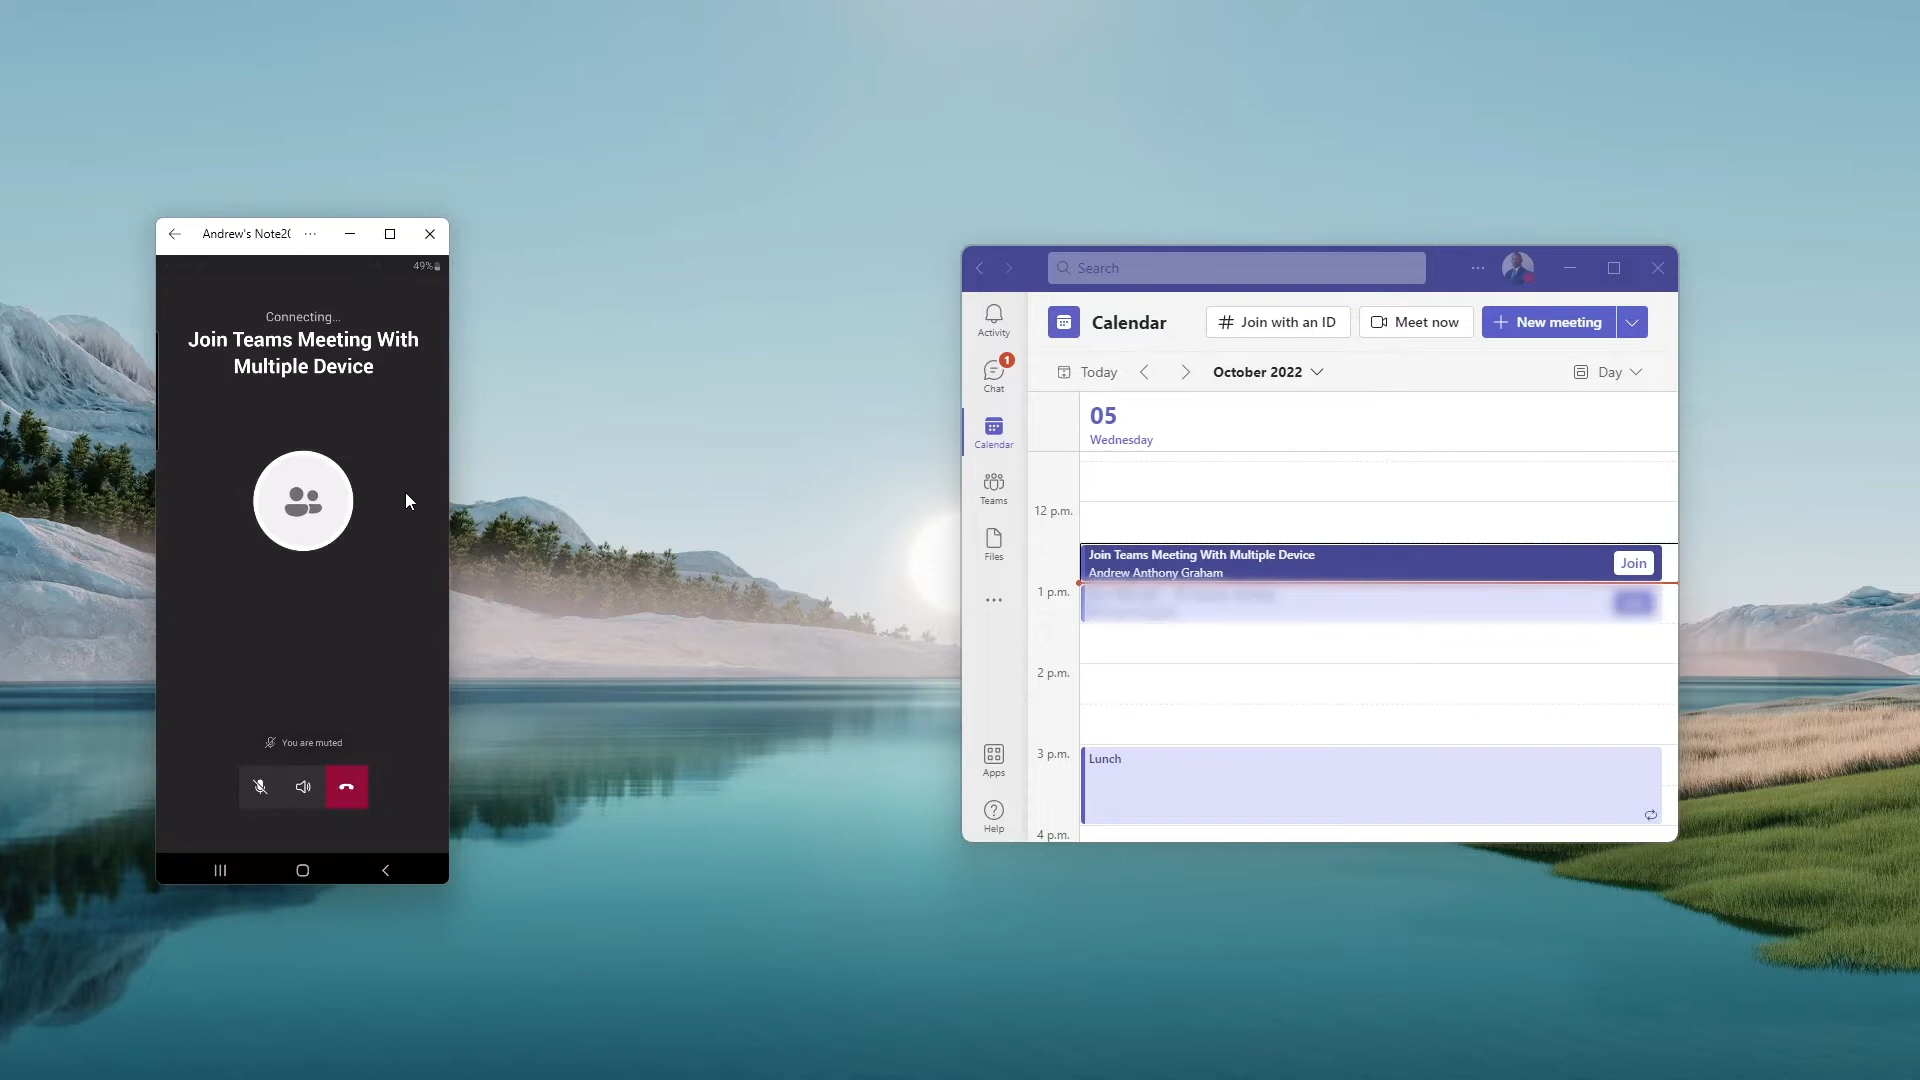 Andrew's Note20
49%
Connecting...
Join Teams Meeting With
Multiple Device
You are muted
Search
Activity
1
Chat
Calendar
Teams
Files
Apps
Help
Calendar
Join with an ID
Meet now
New meeting
Today
October 2022
Day
05
Wednesday
12 p.m.
Join Teams Meeting With Multiple Device
Andrew Anthony Graham
Join
1 p.m.
2 p.m.
3 p.m.
Lunch
4 p.m.